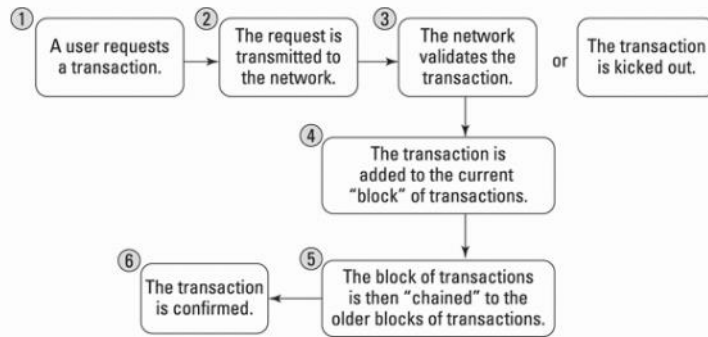 1
A user requests
a transaction.
2
The request is
transmitted to
the network.
3
The network
validates the
transaction.
or
The transaction
is kicked out.
4
The transaction is
added to the current
“block” of transactions.
5
The block of transactions
is then “chained” to the
older blocks of transactions.
6
The transaction
is confirmed.